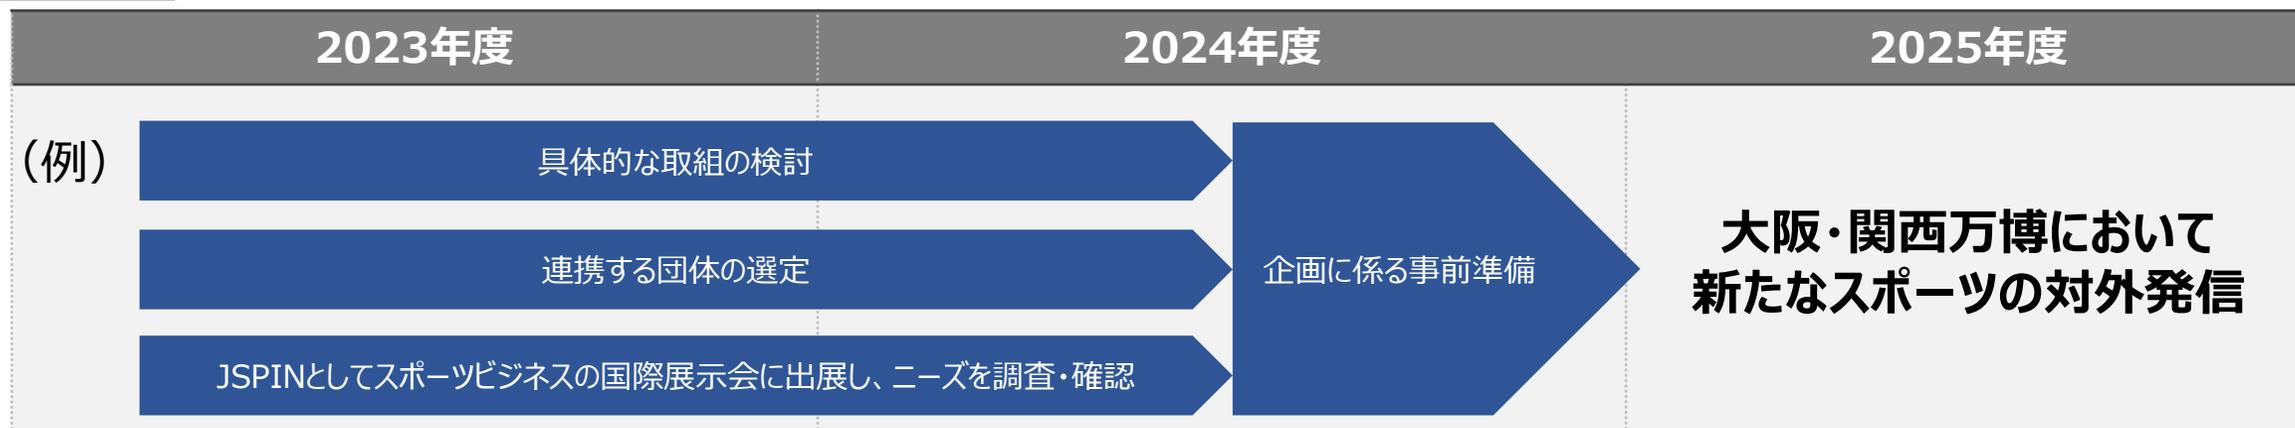 2023年度
2024年度
2025年度
（例）
具体的な取組の検討
連携する団体の選定
JSPINとしてスポーツビジネスの国際展示会に出展し、ニーズを調査・確認
企画に係る事前準備
大阪・関西万博において
新たなスポーツの対外発信